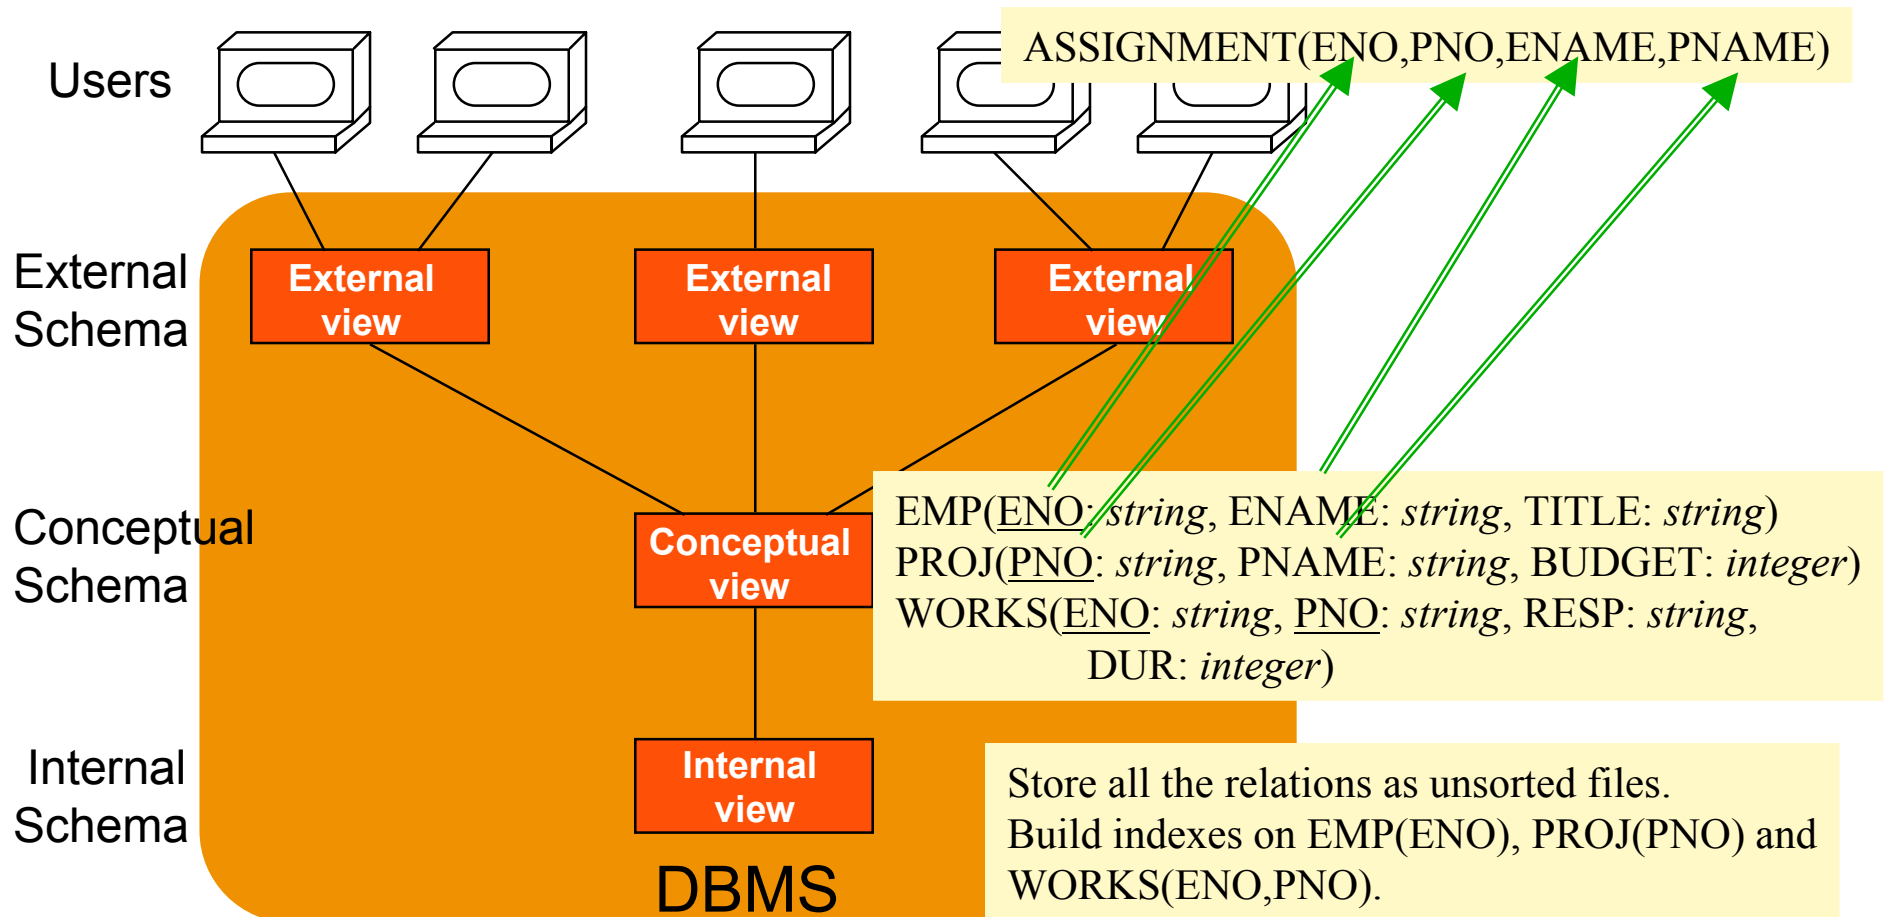 Users
ASSIGNMENT(ENO,PNO,ENAME,PNAME)
External
Schema
External
view
External
view
External
view
Conceptual
Schema
Conceptual
view
EMP(ENO: string, ENAME: string, TITLE: string)
PROJ(PNO: string, PNAME: string, BUDGET: integer)
WORKS(ENO: string, PNO: string, RESP: string,
DUR: integer)
Internal
Schema
Internal
view
Store all the relations as unsorted files.
Build indexes on EMP(ENO), PROJ(PNO) and
WORKS(ENO,PNO).
DBMS